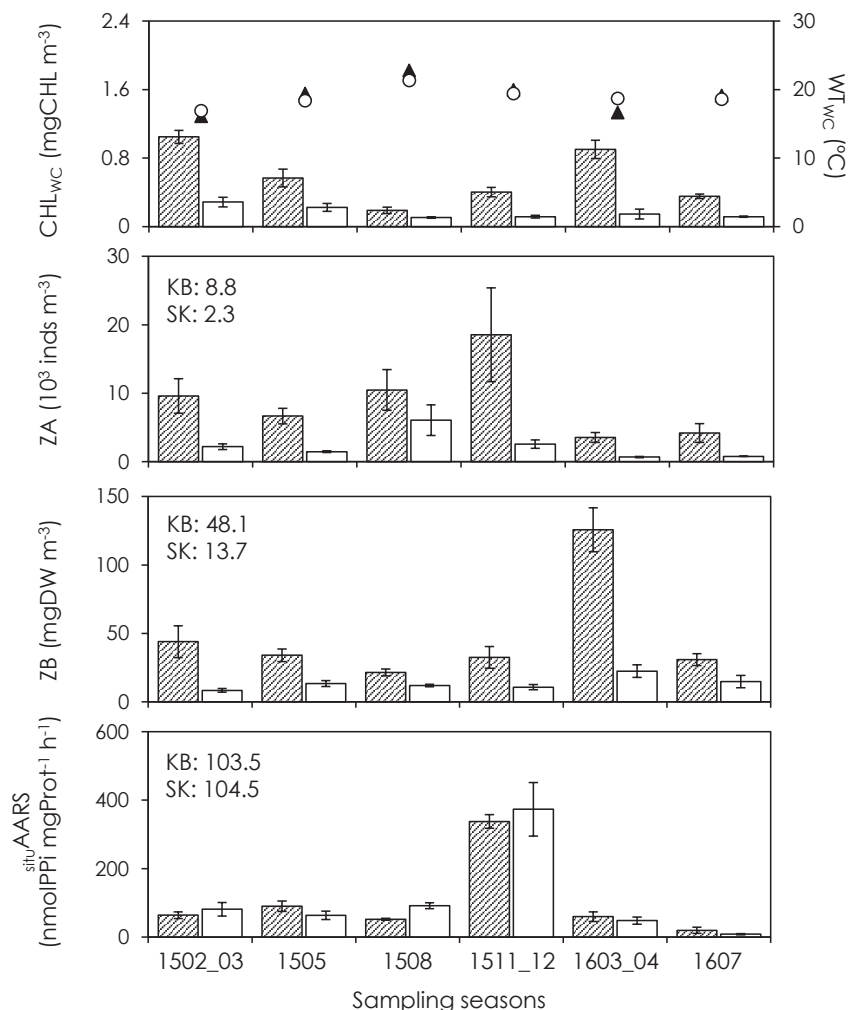 CHL_WC (mgCHL m⁻³)
2.4
1.6
0.8
0
30
20
10
0
WT_WC (ºC)
ZA (10³ inds m⁻³)
30
20
10
0
KB: 8.8
SK: 2.3
ZB (mgDW m⁻³)
150
100
50
0
KB: 48.1
SK: 13.7
situAARS
(nmolPPi mgProt⁻¹ h⁻¹)
600
400
200
0
KB: 103.5
SK: 104.5
1502_03 1505 1508 1511_12 1603_04 1607
Sampling seasons